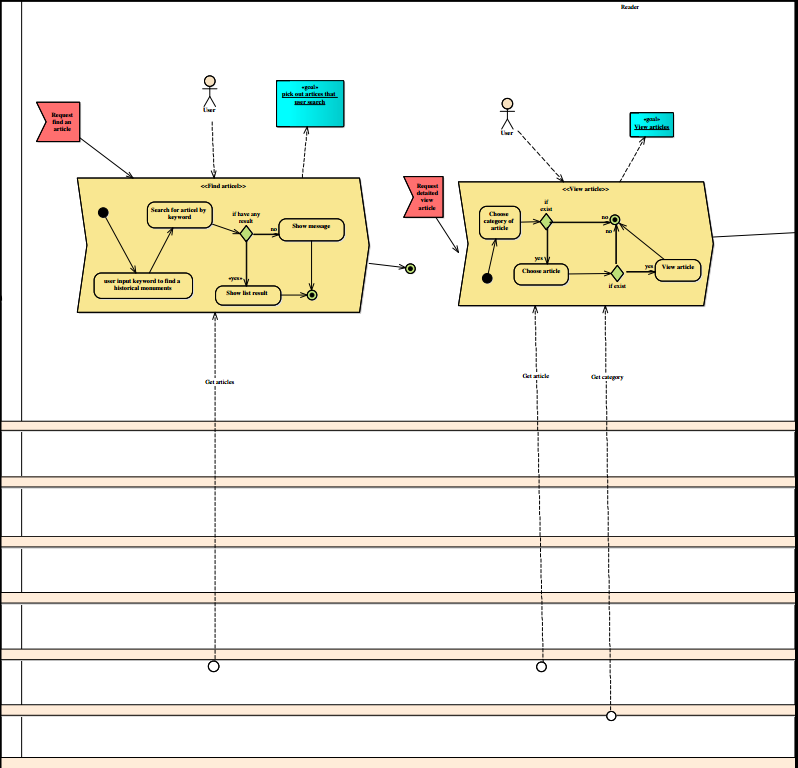 Reader
«goal»
pick out artices that
user search
User
Request
find an
article
<<Find articel>>
Search for articel by
keyword
if have any
result
no
Show message
user input keyword to find a
historical monuments
«yes»
Show list result
Get articles
User
«goal»
View articles
Request
detailed
view
article
<<View article>>
Choose
category of
article
if
exist
no
no
yes
Choose article
yes
View article
if exist
Get article
Get category